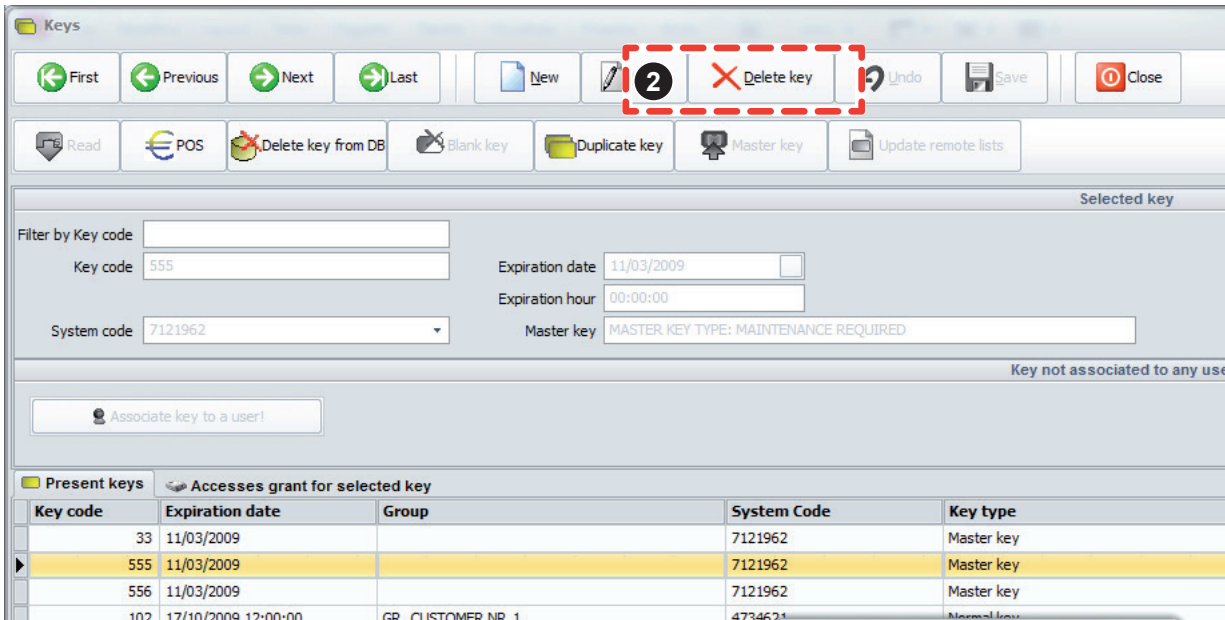 Keys
First Previous Next Last New 2 Delete key Undo Save Close
Read € POS Delete key from DB Blank key Duplicate key Master key Update remote lists
Selected key
Filter by Key code
Key code 555 Expiration date 11/03/2009
Expiration hour 00:00:00
System code 7121962 Master key MASTER KEY TYPE: MAINTENANCE REQUIRED
Key not associated to any use
Associate key to a user!
Present keys Accesses grant for selected key
Key code Expiration date Group System Code Key type
33 11/03/2009 7121962 Master key
555 11/03/2009 7121962 Master key
556 11/03/2009 7121962 Master key
102 17/10/2009 12:00:00 GR. CUSTOMER NR. 1 4734621 Normal key